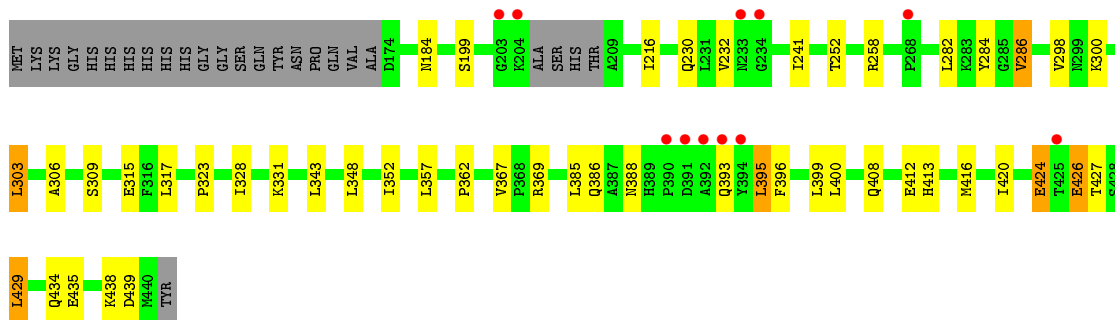 MET LYS LYS GLY HIS HIS HIS HIS HIS HIS GLY GLY SER GLN TYR ASN PRO GLN VAL ALA D174 N184 S199 G203 K204 ALA SER HIS THR A209 I216 Q230 L231 V232 N233 G234 I241 T252 R258 P268 L282 K283 Y284 G285 V286 V298 N299 K300
L303 A306 S309 E315 F316 L317 P323 I328 K331 L343 L348 I352 L357 P362 V367 P368 R369 L385 Q386 A387 N388 H389 P390 D391 A392 Q393 Y394 L395 F396 L399 L400 Q408 E412 H413 M416 I420 E424 T425 E426 T427 S428
L429 Q434 E435 K438 D439 M440 TYR